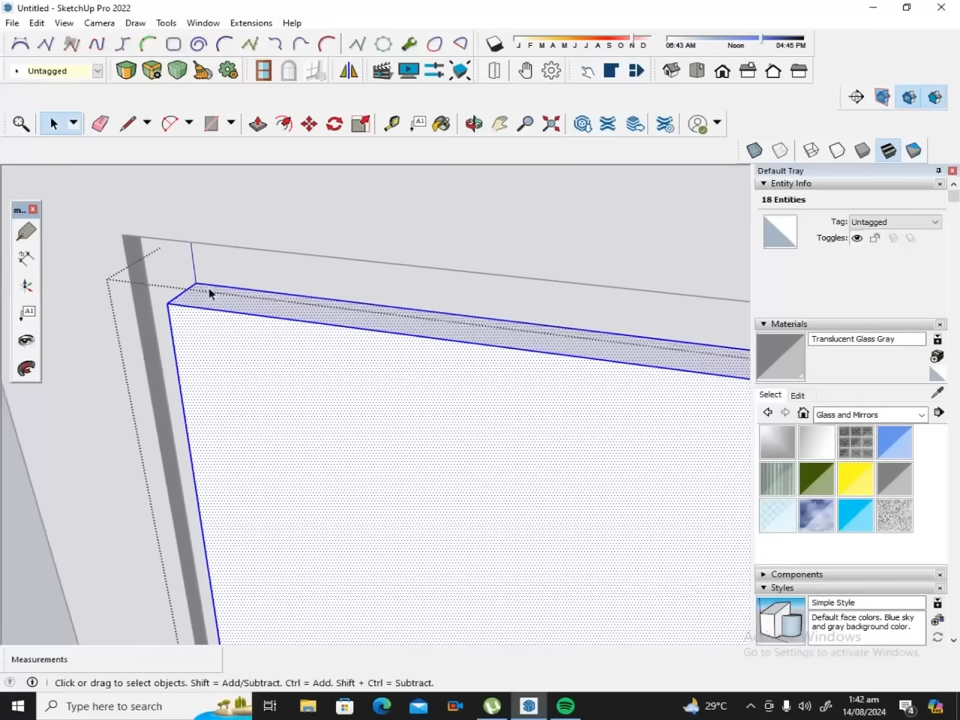 Untitled - SketchUp Pro 2022
File Edit View Camera Draw Tools Window Extensions Help
J F M A M J J A S O N D 06:43 AM Noon 04:45 PM
Untagged
Default Tray
Entity Info
18 Entities
Tag: Untagged
Toggles:
m...
Materials
Translucent Glass Gray
Select Edit
Glass and Mirrors
Components
Styles
Simple Style
Default face colors. Blue sky
and gray background color.
Activate Windows
Go to Settings to activate Windows.
Measurements
Click or drag to select objects. Shift = Add/Subtract. Ctrl = Add. Shift + Ctrl = Subtract.
Type here to search
29°C
1:42 am
14/08/2024
4